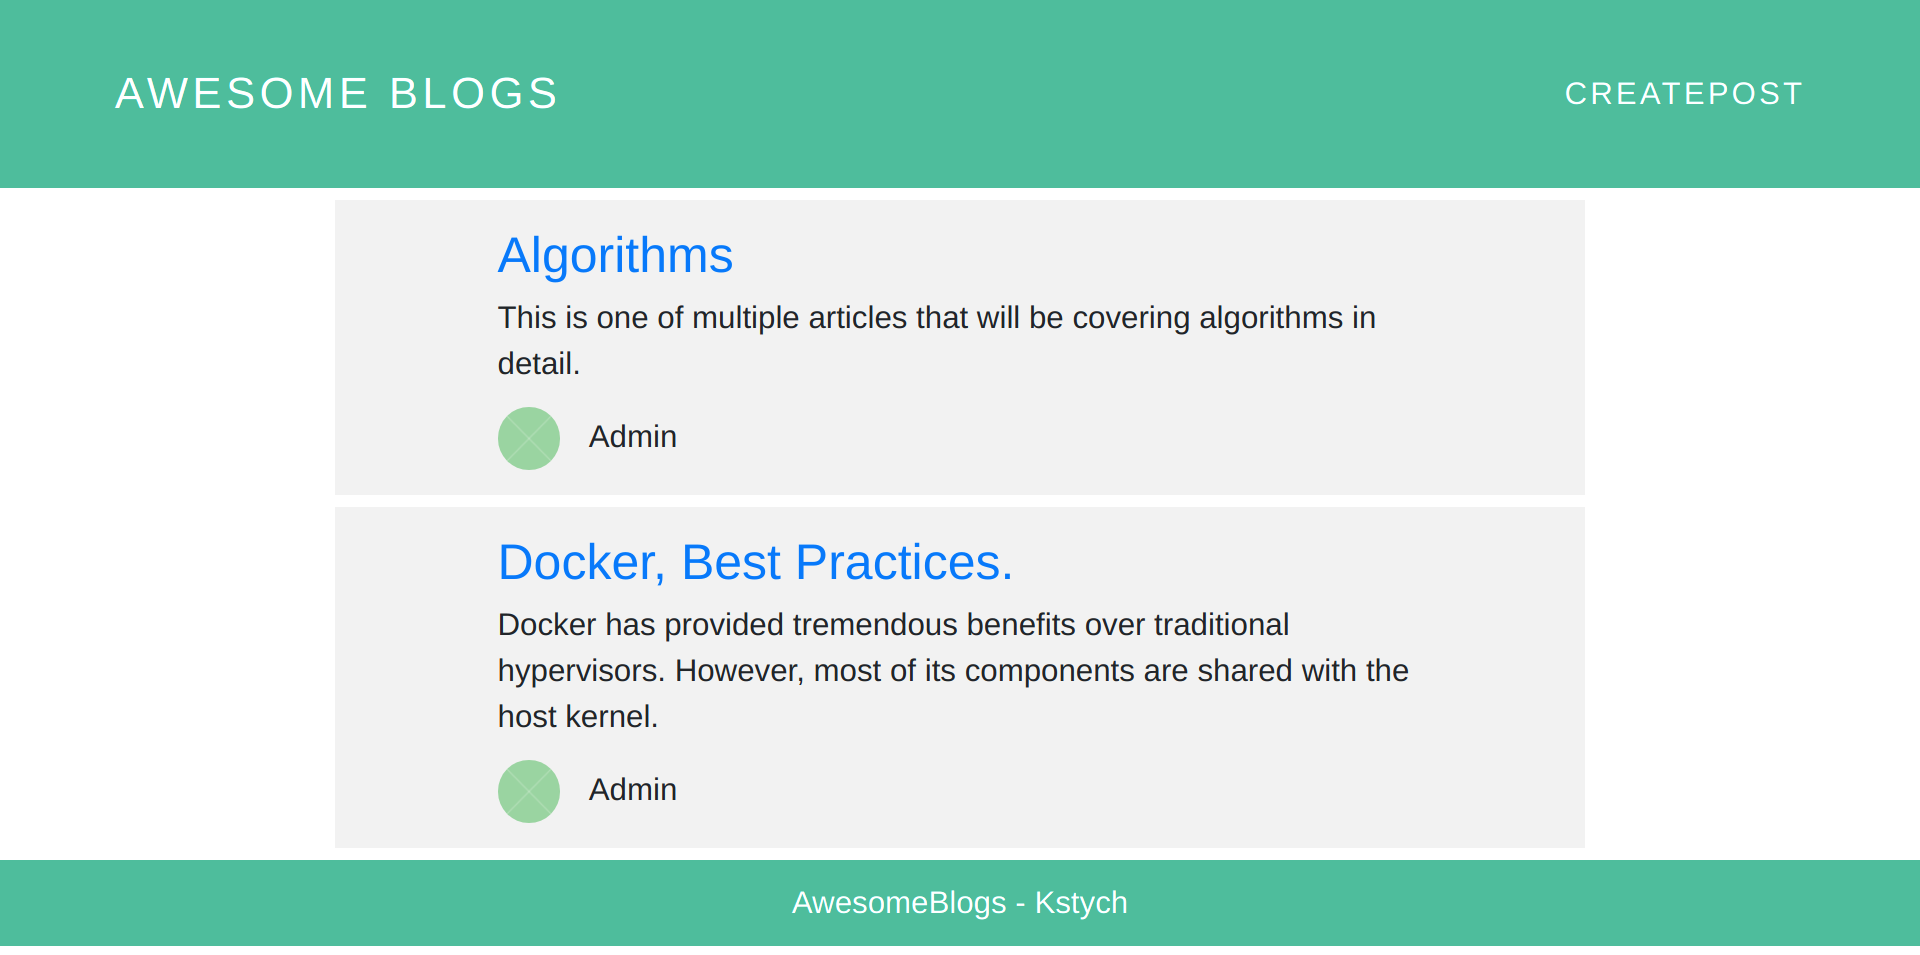 AWESOME BLOGS
CREATEPOST
Algorithms
This is one of multiple articles that will be covering algorithms in
detail.
Admin
Docker, Best Practices.
Docker has provided tremendous benefits over traditional
hypervisors. However, most of its components are shared with the
host kernel.
Admin
AwesomeBlogs - Kstych